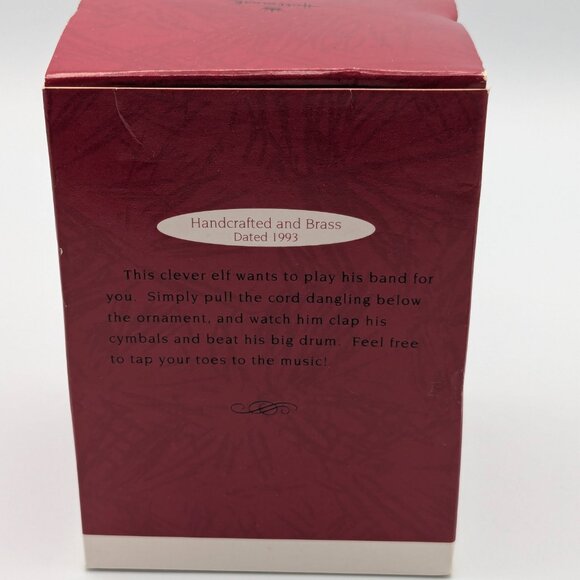 Hallmark
Handcrafted and Brass
Dated 1993
This clever elf wants to play his band for
you. Simply pull the cord dangling below
the ornament, and watch him clap his
cymbals and beat his big drum. Feel free
to tap your toes to the music!